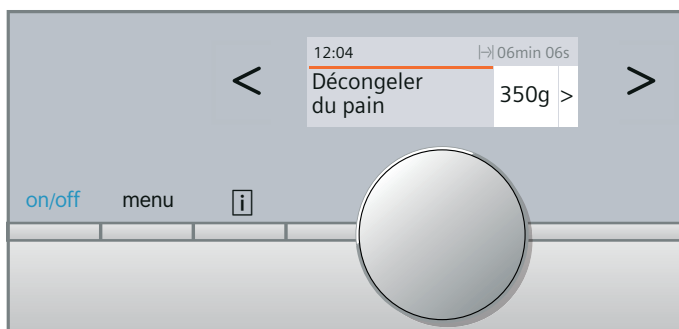 12:04 |→| 06min 06s
< Décongeler
du pain 350g > >
on/off menu i